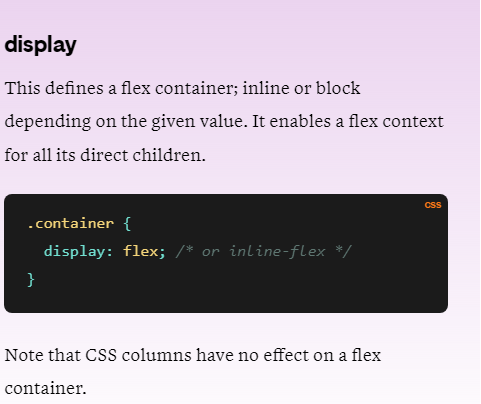 display
This defines a flex container; inline or block
depending on the given value. It enables a flex context
for all its direct children.
CSS
.container {
  display: flex; /* or inline-flex */
}
Note that CSS columns have no effect on a flex
container.